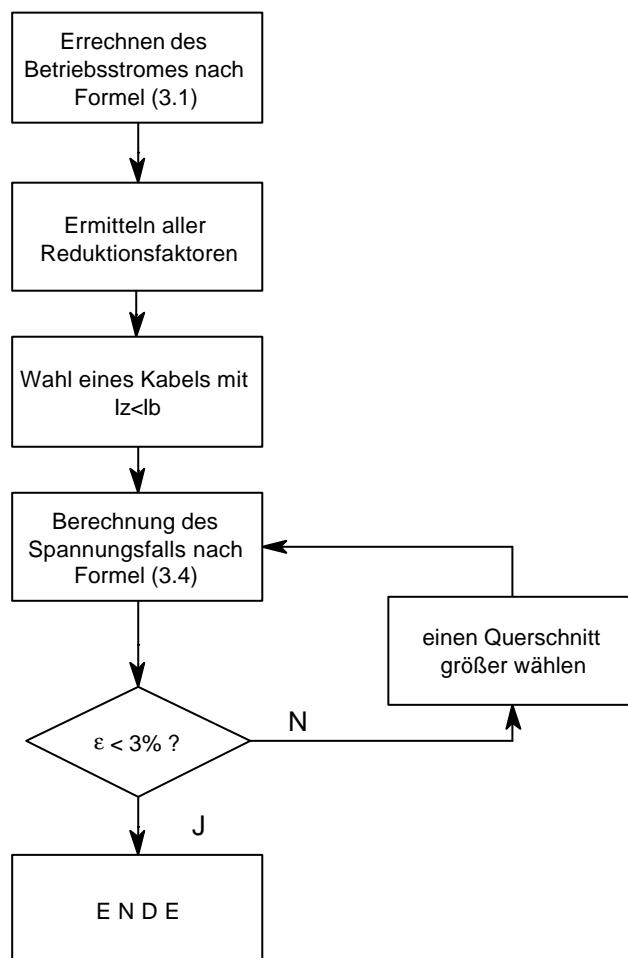 Errechnen des
Betriebsstromes nach
Formel (3.1)
Ermitteln aller
Reduktionsfaktoren
Wahl eines Kabels mit
Iz<Ib
Berechnung des
Spannungsfalls nach
Formel (3.4)
einen Querschnitt
größer wählen
ε < 3% ?
N
J
E N D E